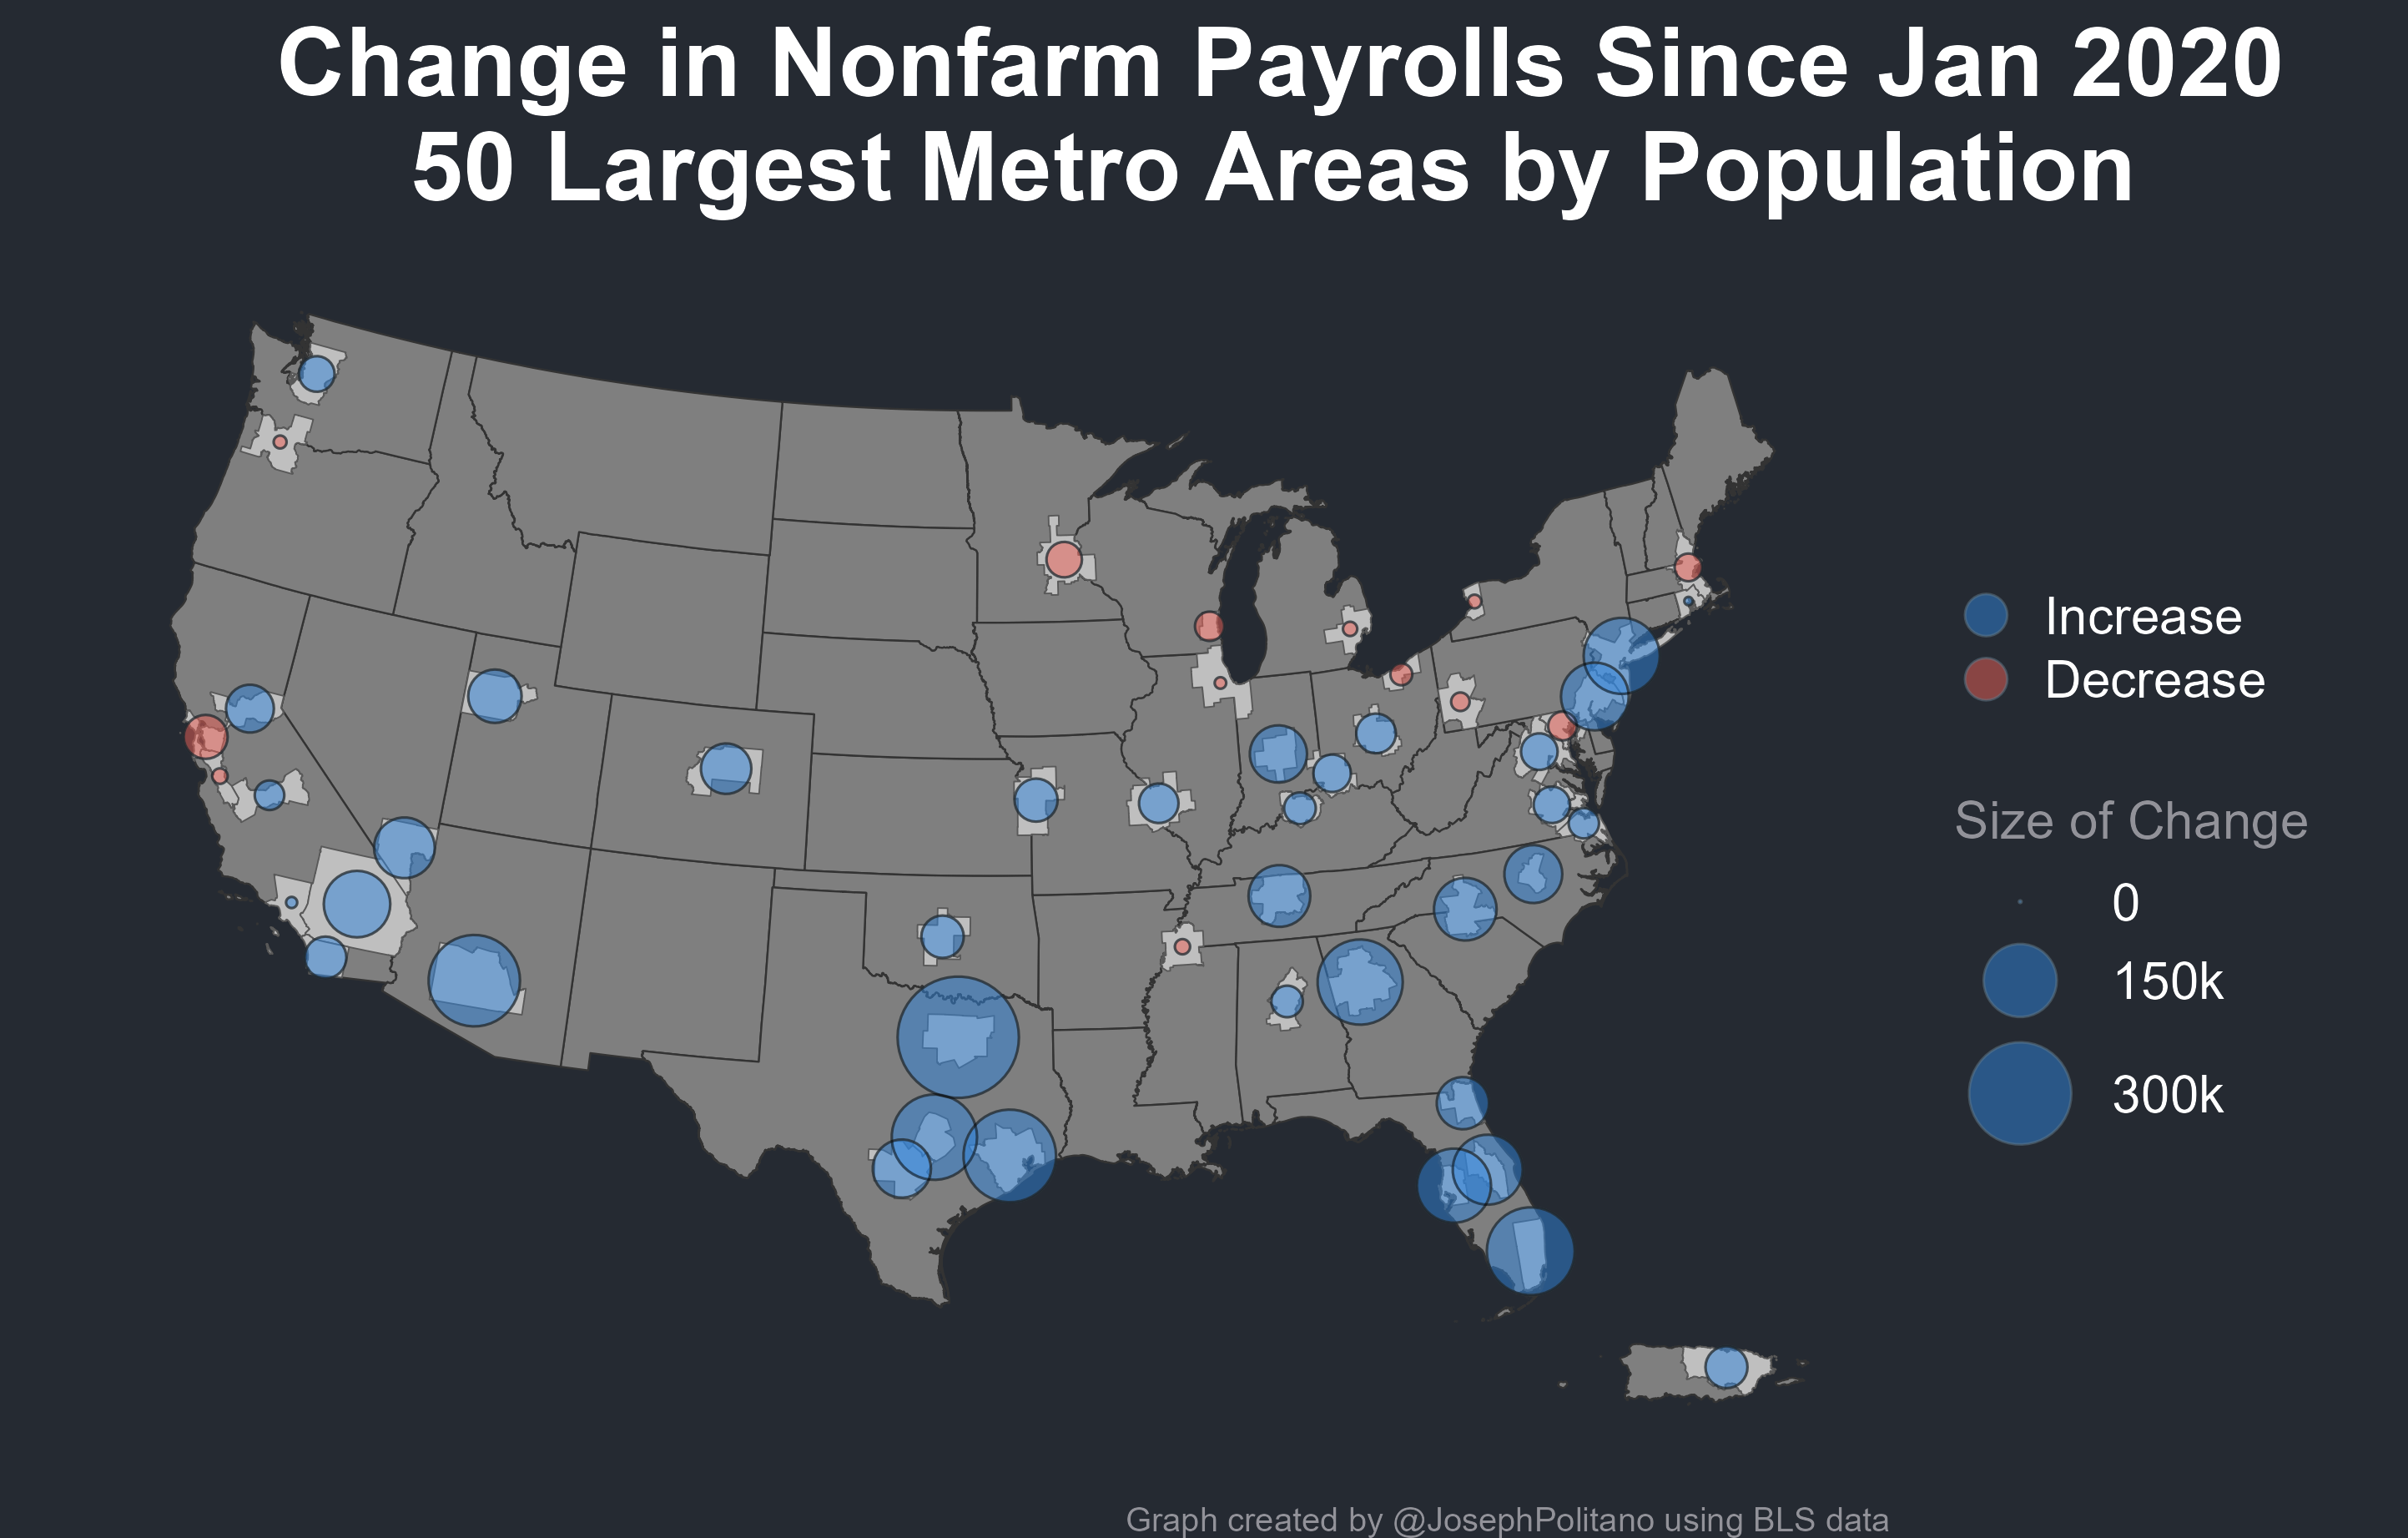 Change in Nonfarm Payrolls Since Jan 2020
50 Largest Metro Areas by Population
Increase
Decrease
Size of Change
0
150k
300k
Graph created by @JosephPolitano using BLS data